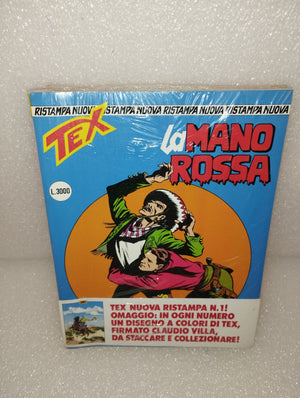 RISTAMPA NUOVA RISTAMPA NUOVA RISTAMPA NUOVA RISTAMPA NUOVA
TEX
La MANO
ROSSA
L.3000
TEX NUOVA RISTAMPA N.1!
OMAGGIO: IN OGNI NUMERO
UN DISEGNO A COLORI DI TEX,
FIRMATO CLAUDIO VILLA,
DA STACCARE E COLLEZIONARE!